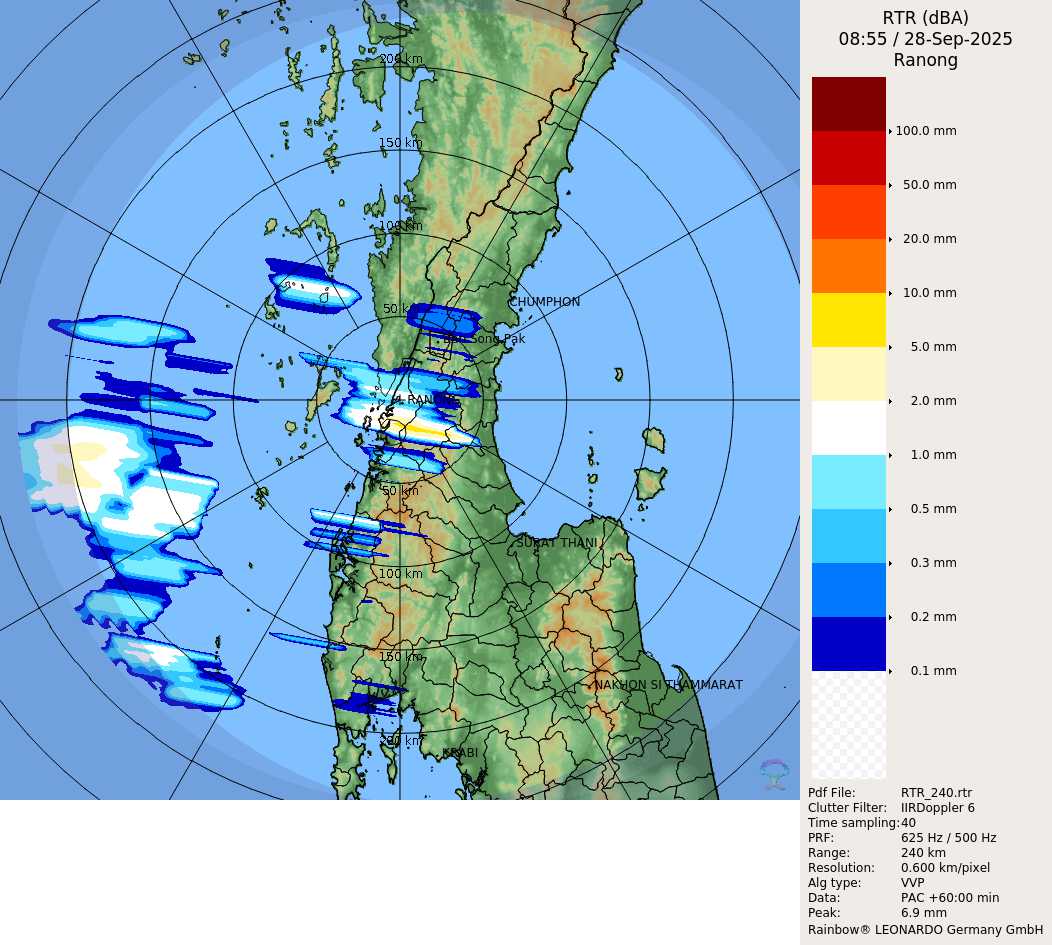 RTR (dBA)
08:55 / 28-Sep-2025
Ranong
200 km
150 km
100 km
50 km
CHUMPHON
Song Pak
RANONG
50 km
SURAT THANI
100 km
150 km
NAKHON SI THAMMARAT
200 km
KRABI
100.0 mm
50.0 mm
20.0 mm
10.0 mm
5.0 mm
2.0 mm
1.0 mm
0.5 mm
0.3 mm
0.2 mm
0.1 mm
Pdf File: RTR_240.rtr
Clutter Filter: IIRDoppler 6
Time sampling:40
PRF: 625 Hz / 500 Hz
Range: 240 km
Resolution: 0.600 km/pixel
Alg type: VVP
Data: PAC +60:00 min
Peak: 6.9 mm
Rainbow® LEONARDO Germany GmbH